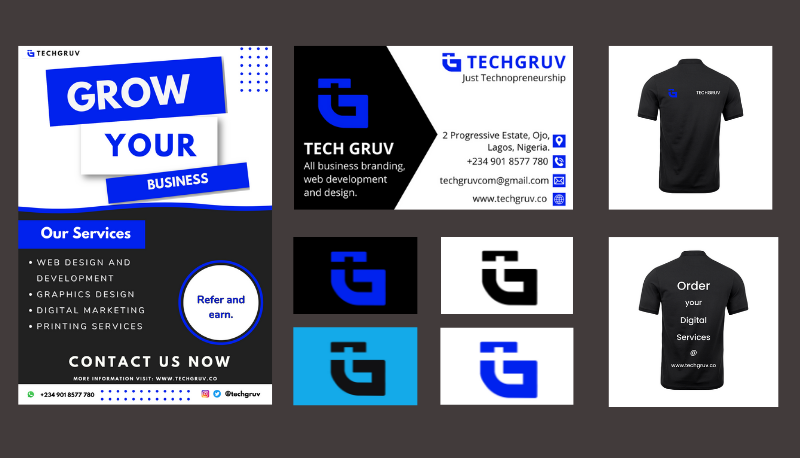 TECHGRUV
GROW
YOUR
BUSINESS
Our Services
• WEB DESIGN AND
DEVELOPMENT
• GRAPHICS DESIGN
• DIGITAL MARKETING
• PRINTING SERVICES
Refer and
earn.
CONTACT US NOW
MORE INFORMATION VISIT: WWW.TECHGRUV.CO
+234 901 8577 780
@techgruv
TECH GRUV
All business branding,
web development
and design.
TECHGRUV
Just Technopreneurship
2 Progressive Estate, Ojo,
Lagos, Nigeria.
+234 901 8577 780
techgruvcom@gmail.com
www.techgruv.co
TECHGRUV
Order
your
Digital
Services
@
www.techgruv.co